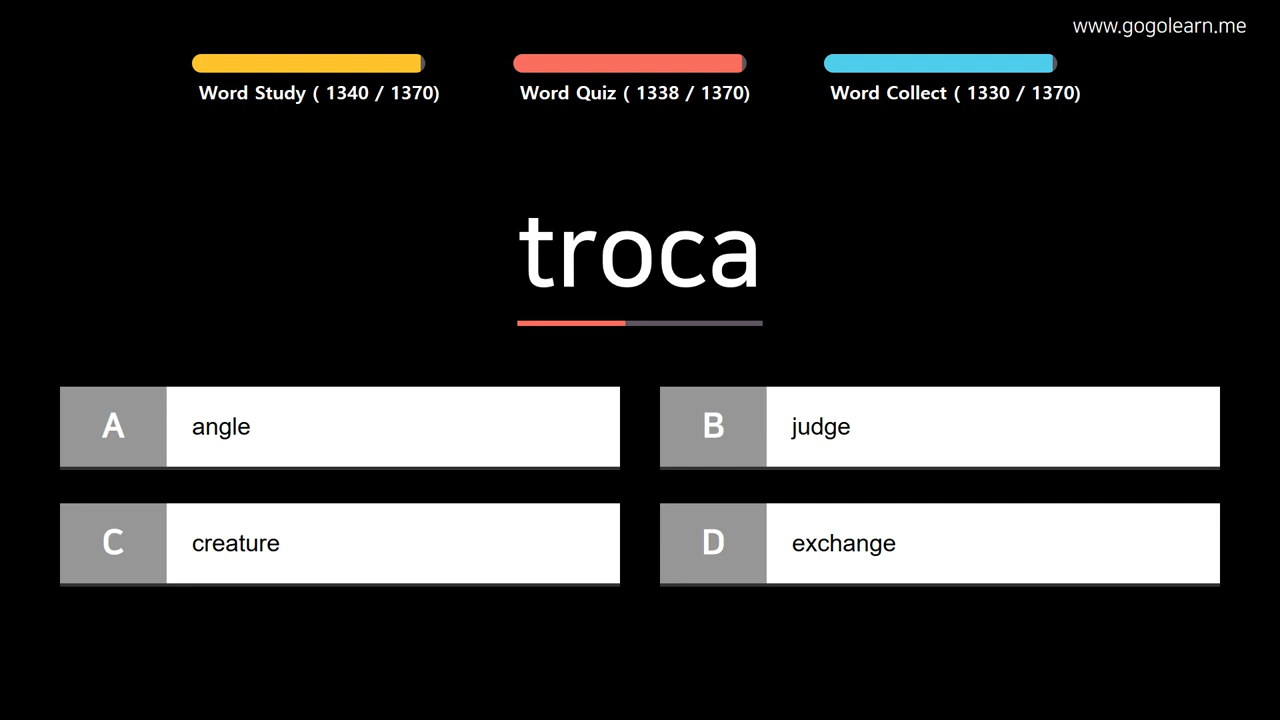 www.gogolearn.me
Word Study ( 1340 / 1370)
Word Quiz ( 1338 / 1370)
Word Collect ( 1330 / 1370)
troca
A angle
B judge
C creature
D exchange